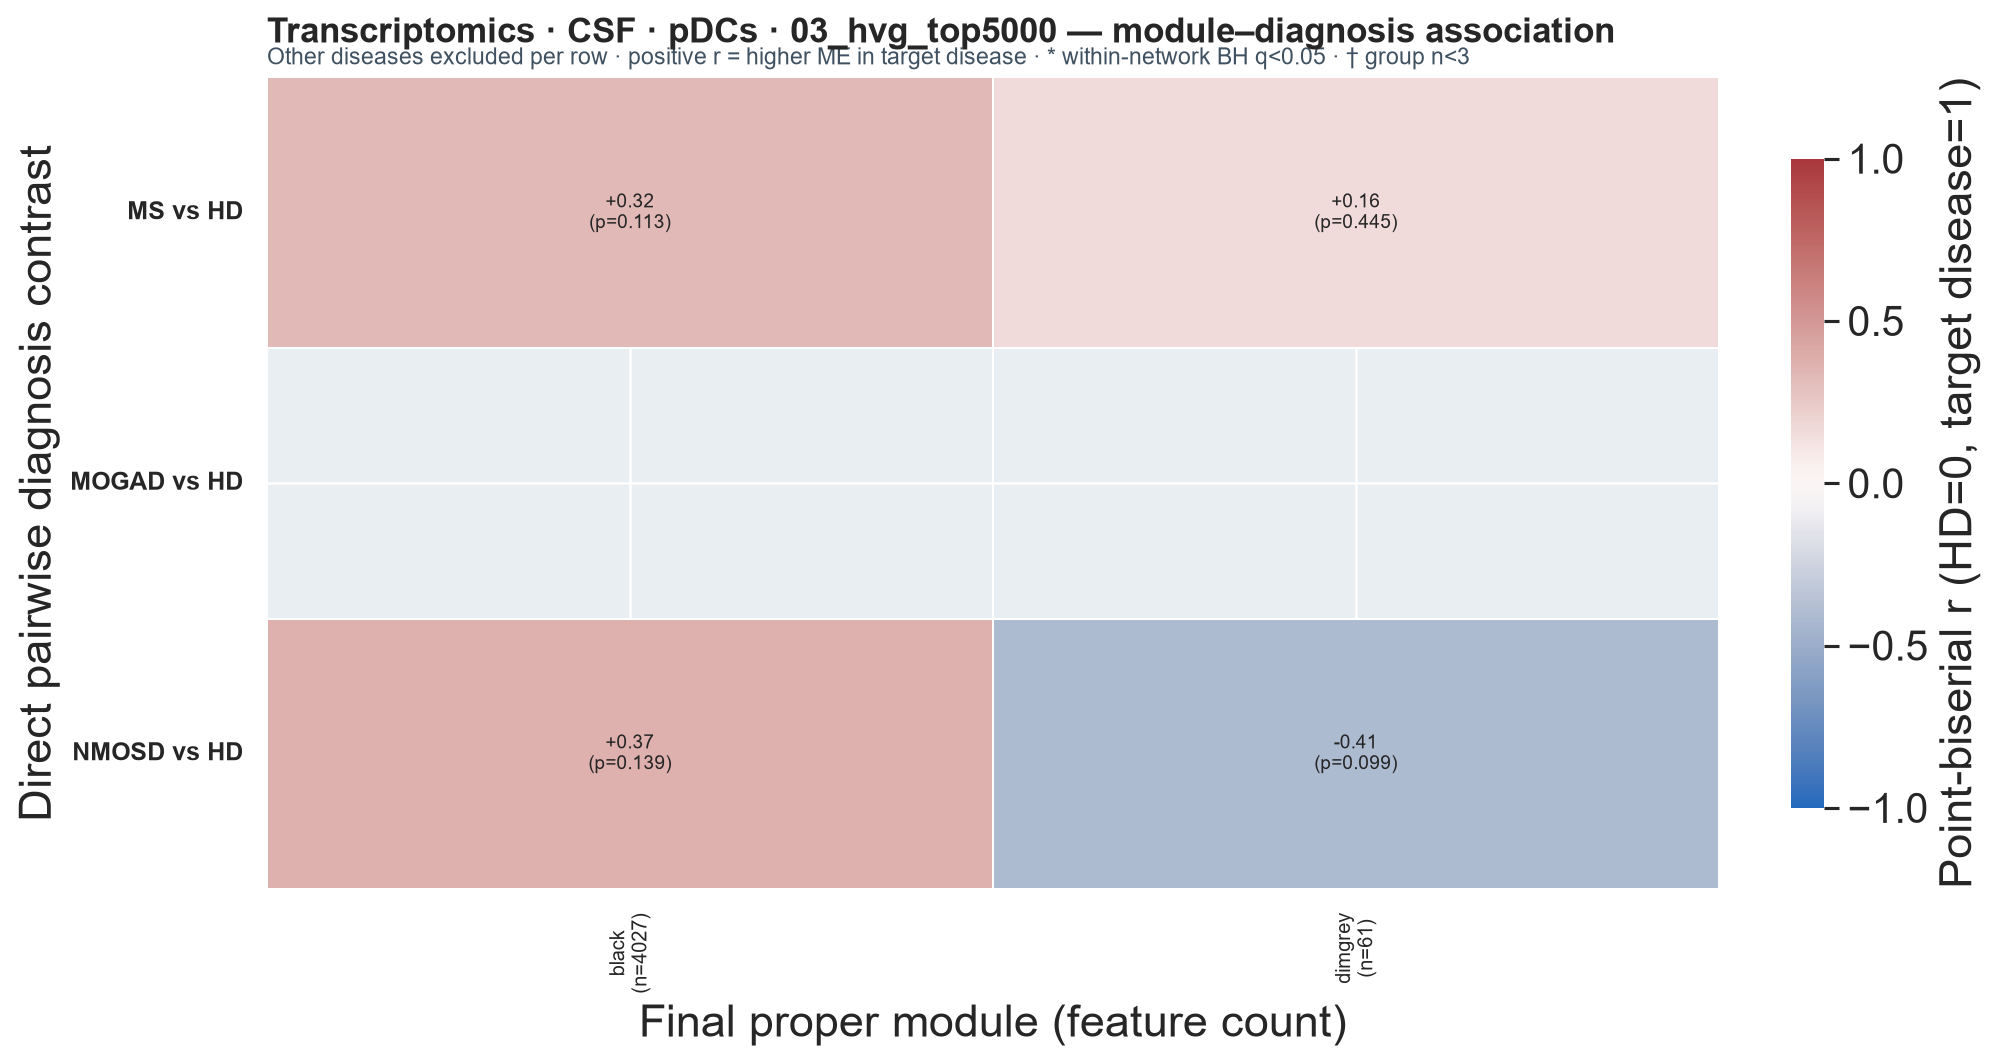 Transcriptomics · CSF · pDCs · 03_hvg_top5000 — module–diagnosis association
Other diseases excluded per row · positive r = higher ME in target disease · * within-network BH q<0.05 · † group n<3
Direct pairwise diagnosis contrast
MS vs HD
+0.32
(p=0.113)
+0.16
(p=0.445)
MOGAD vs HD
NMOSD vs HD
+0.37
(p=0.139)
-0.41
(p=0.099)
black
(n=4027)
dimgrey
(n=61)
Final proper module (feature count)
1.0
0.5
0.0
−0.5
−1.0
Point-biserial r (HD=0, target disease=1)